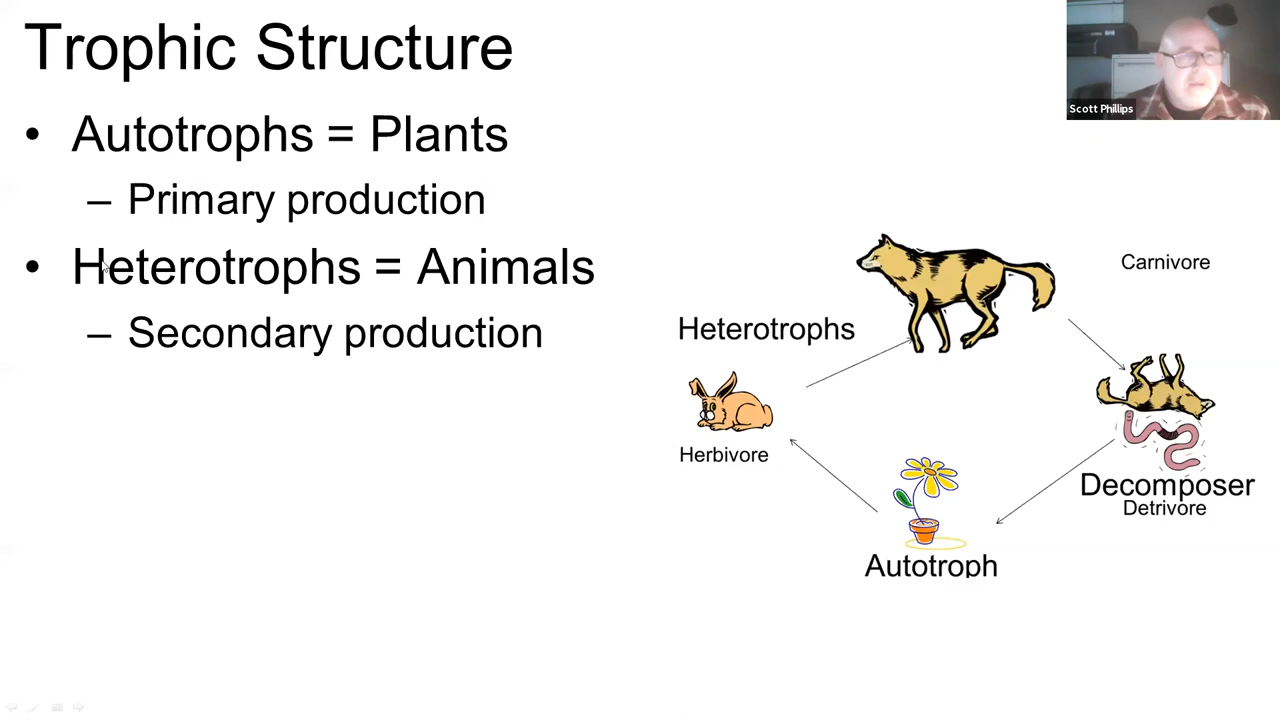 Trophic Structure
• Autotrophs = Plants
– Primary production
• Heterotrophs = Animals
– Secondary production
Scott Phillips
Carnivore
Heterotrophs
Herbivore
Decomposer
Detrivore
Autotroph